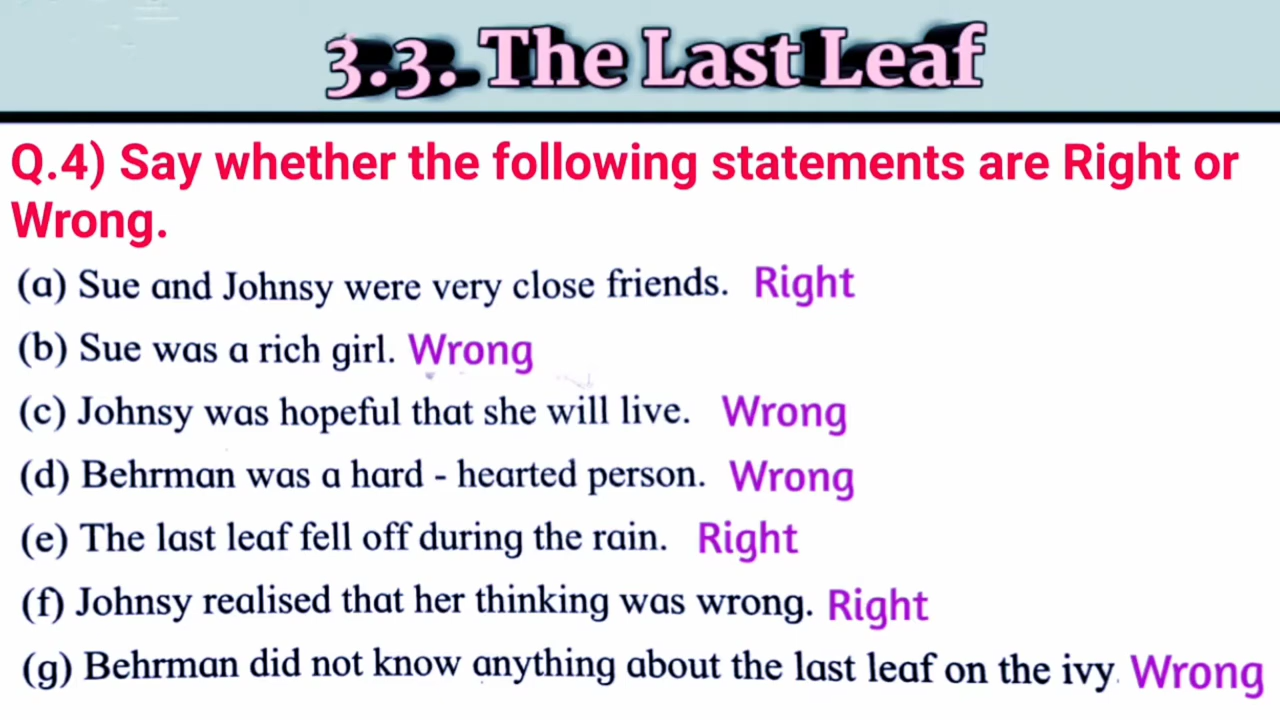 3.3. The Last Leaf
Q.4) Say whether the following statements are Right or
Wrong.
(a) Sue and Johnsy were very close friends. Right
(b) Sue was a rich girl. Wrong
(c) Johnsy was hopeful that she will live. Wrong
(d) Behrman was a hard - hearted person. Wrong
(e) The last leaf fell off during the rain. Right
(f) Johnsy realised that her thinking was wrong. Right
(g) Behrman did not know anything about the last leaf on the ivy. Wrong